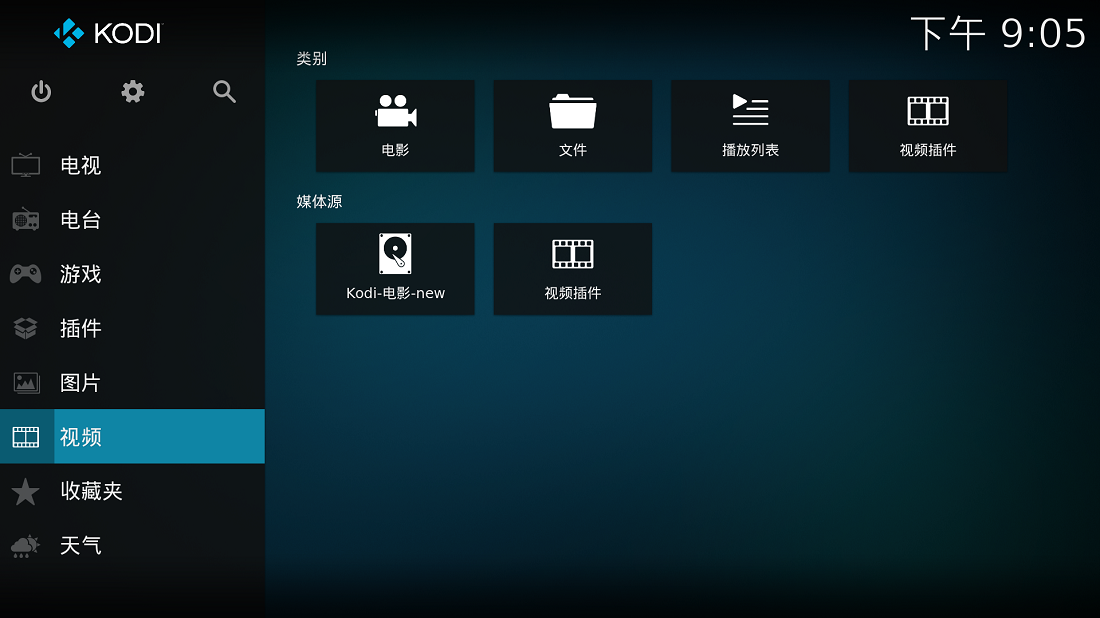 KODI
下午 9:05
电视
电台
游戏
插件
图片
视频
收藏夹
天气
类别
电影
文件
播放列表
视频插件
媒体源
Kodi-电影-new
视频插件